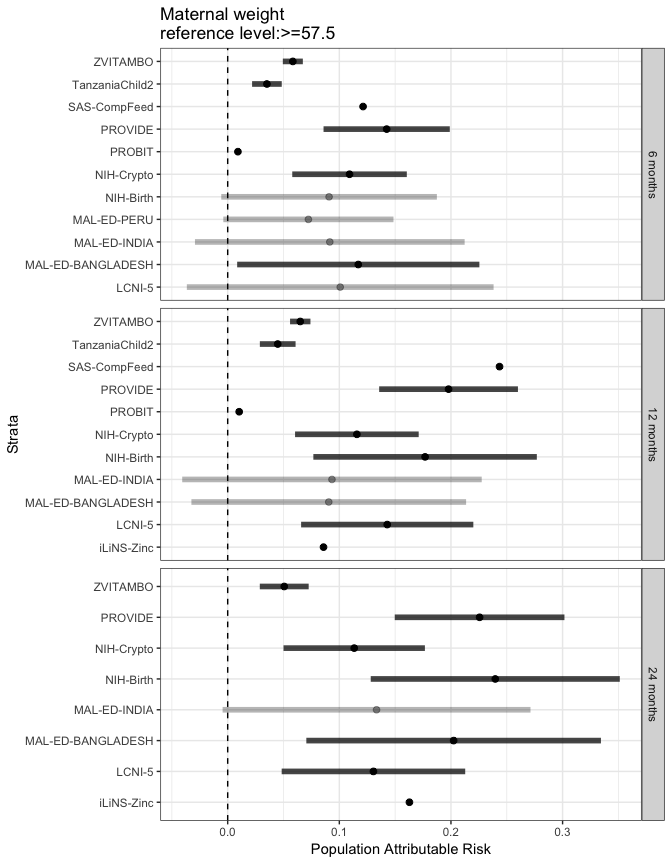 Maternal weight
reference level:>=57.5
Strata
ZVITAMBO
TanzaniaChild2
SAS-CompFeed
PROVIDE
PROBIT
NIH-Crypto
NIH-Birth
MAL-ED-PERU
MAL-ED-INDIA
MAL-ED-BANGLADESH
LCNI-5
6 months
ZVITAMBO
TanzaniaChild2
SAS-CompFeed
PROVIDE
PROBIT
NIH-Crypto
NIH-Birth
MAL-ED-INDIA
MAL-ED-BANGLADESH
LCNI-5
iLiNS-Zinc
12 months
ZVITAMBO
PROVIDE
NIH-Crypto
NIH-Birth
MAL-ED-INDIA
MAL-ED-BANGLADESH
LCNI-5
iLiNS-Zinc
24 months
0.0 0.1 0.2 0.3
Population Attributable Risk